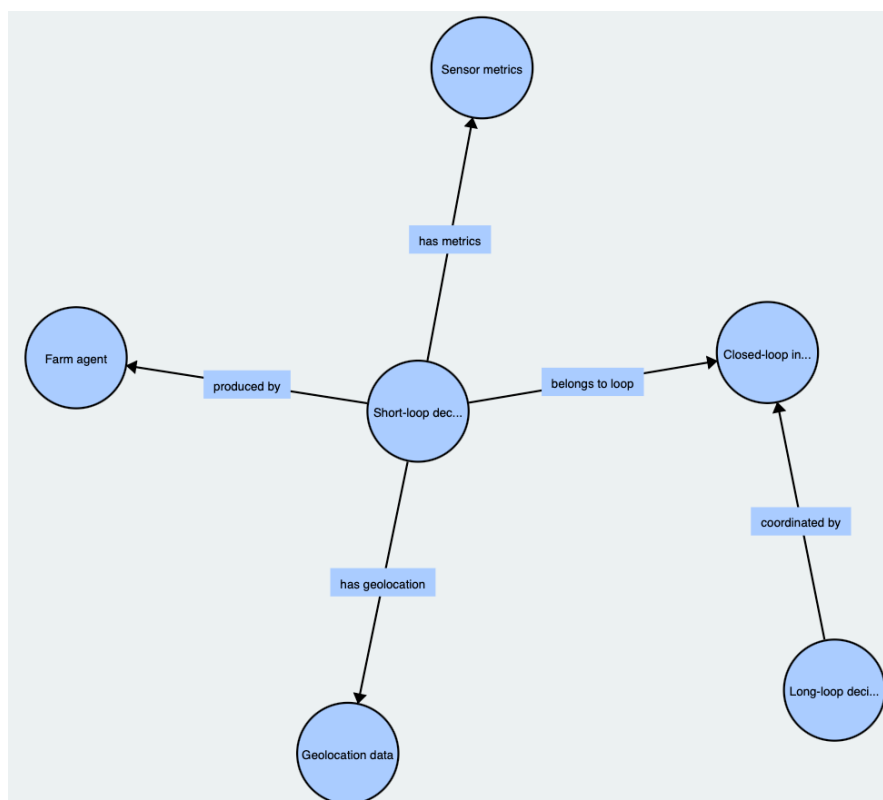 Sensor metrics
has metrics
Farm agent
Closed-loop in...
produced by
belongs to loop
Short-loop dec...
coordinated by
has geolocation
Long-loop deci...
Geolocation data